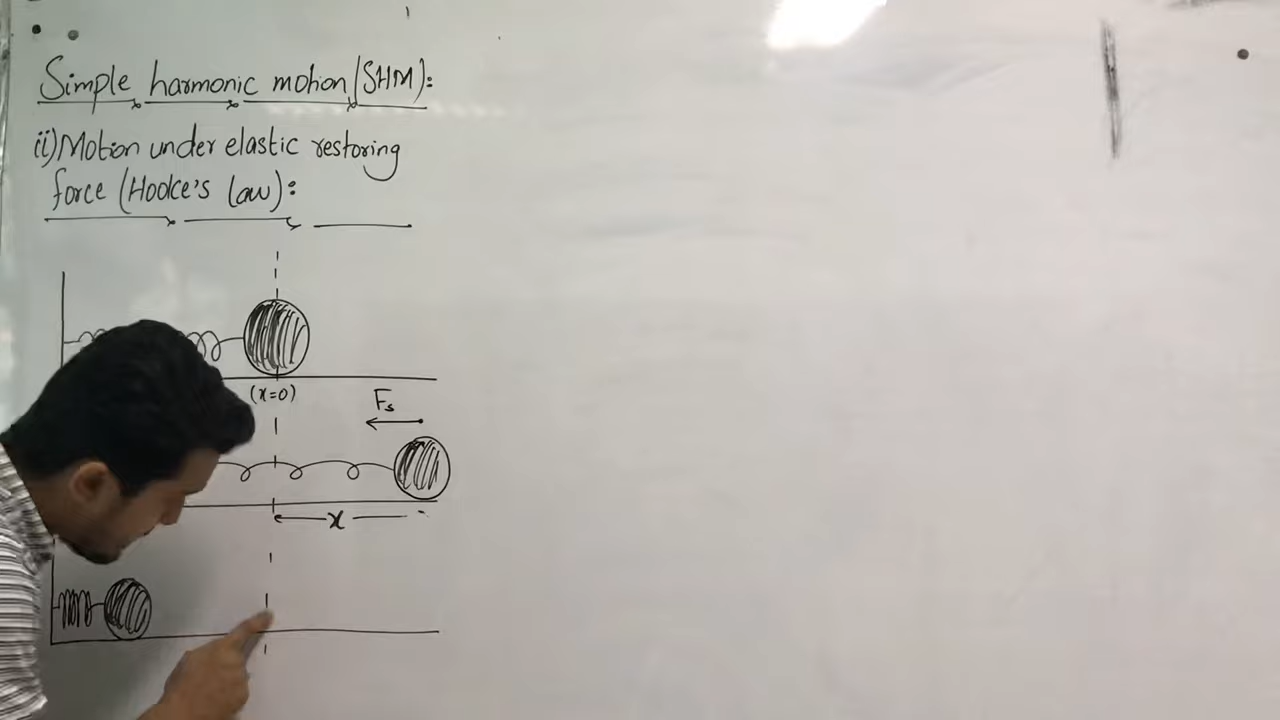 Simple harmonic motion (SHM):
ii) Motion under elastic restoring
force (Hooke's law):
(x=0)
Fs
x